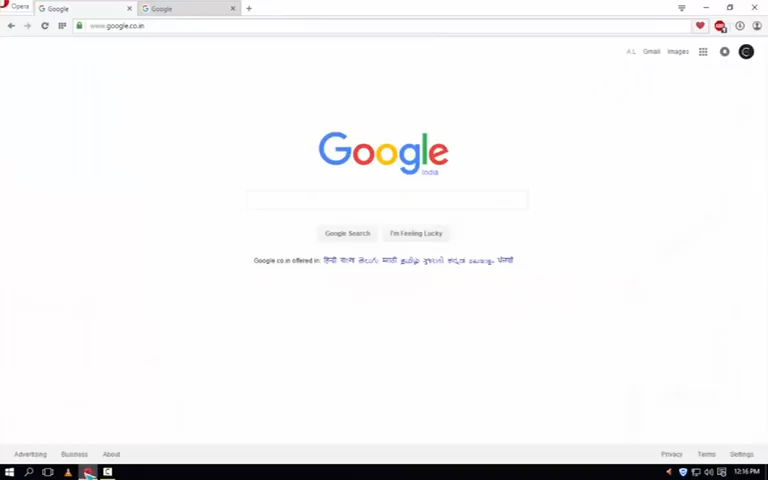 Opera
Google
Google
www.google.co.in
Gmail Images
Google
India
Google Search
I'm Feeling Lucky
Google.co.in offered in: हिन्दी বাংলা తెలుగు मराठी தமிழ் ગુજરાતી ಕನ್ನಡ മലയാളം ਪੰਜਾਬੀ
Advertising Business About
Privacy Terms Settings
12:16 PM